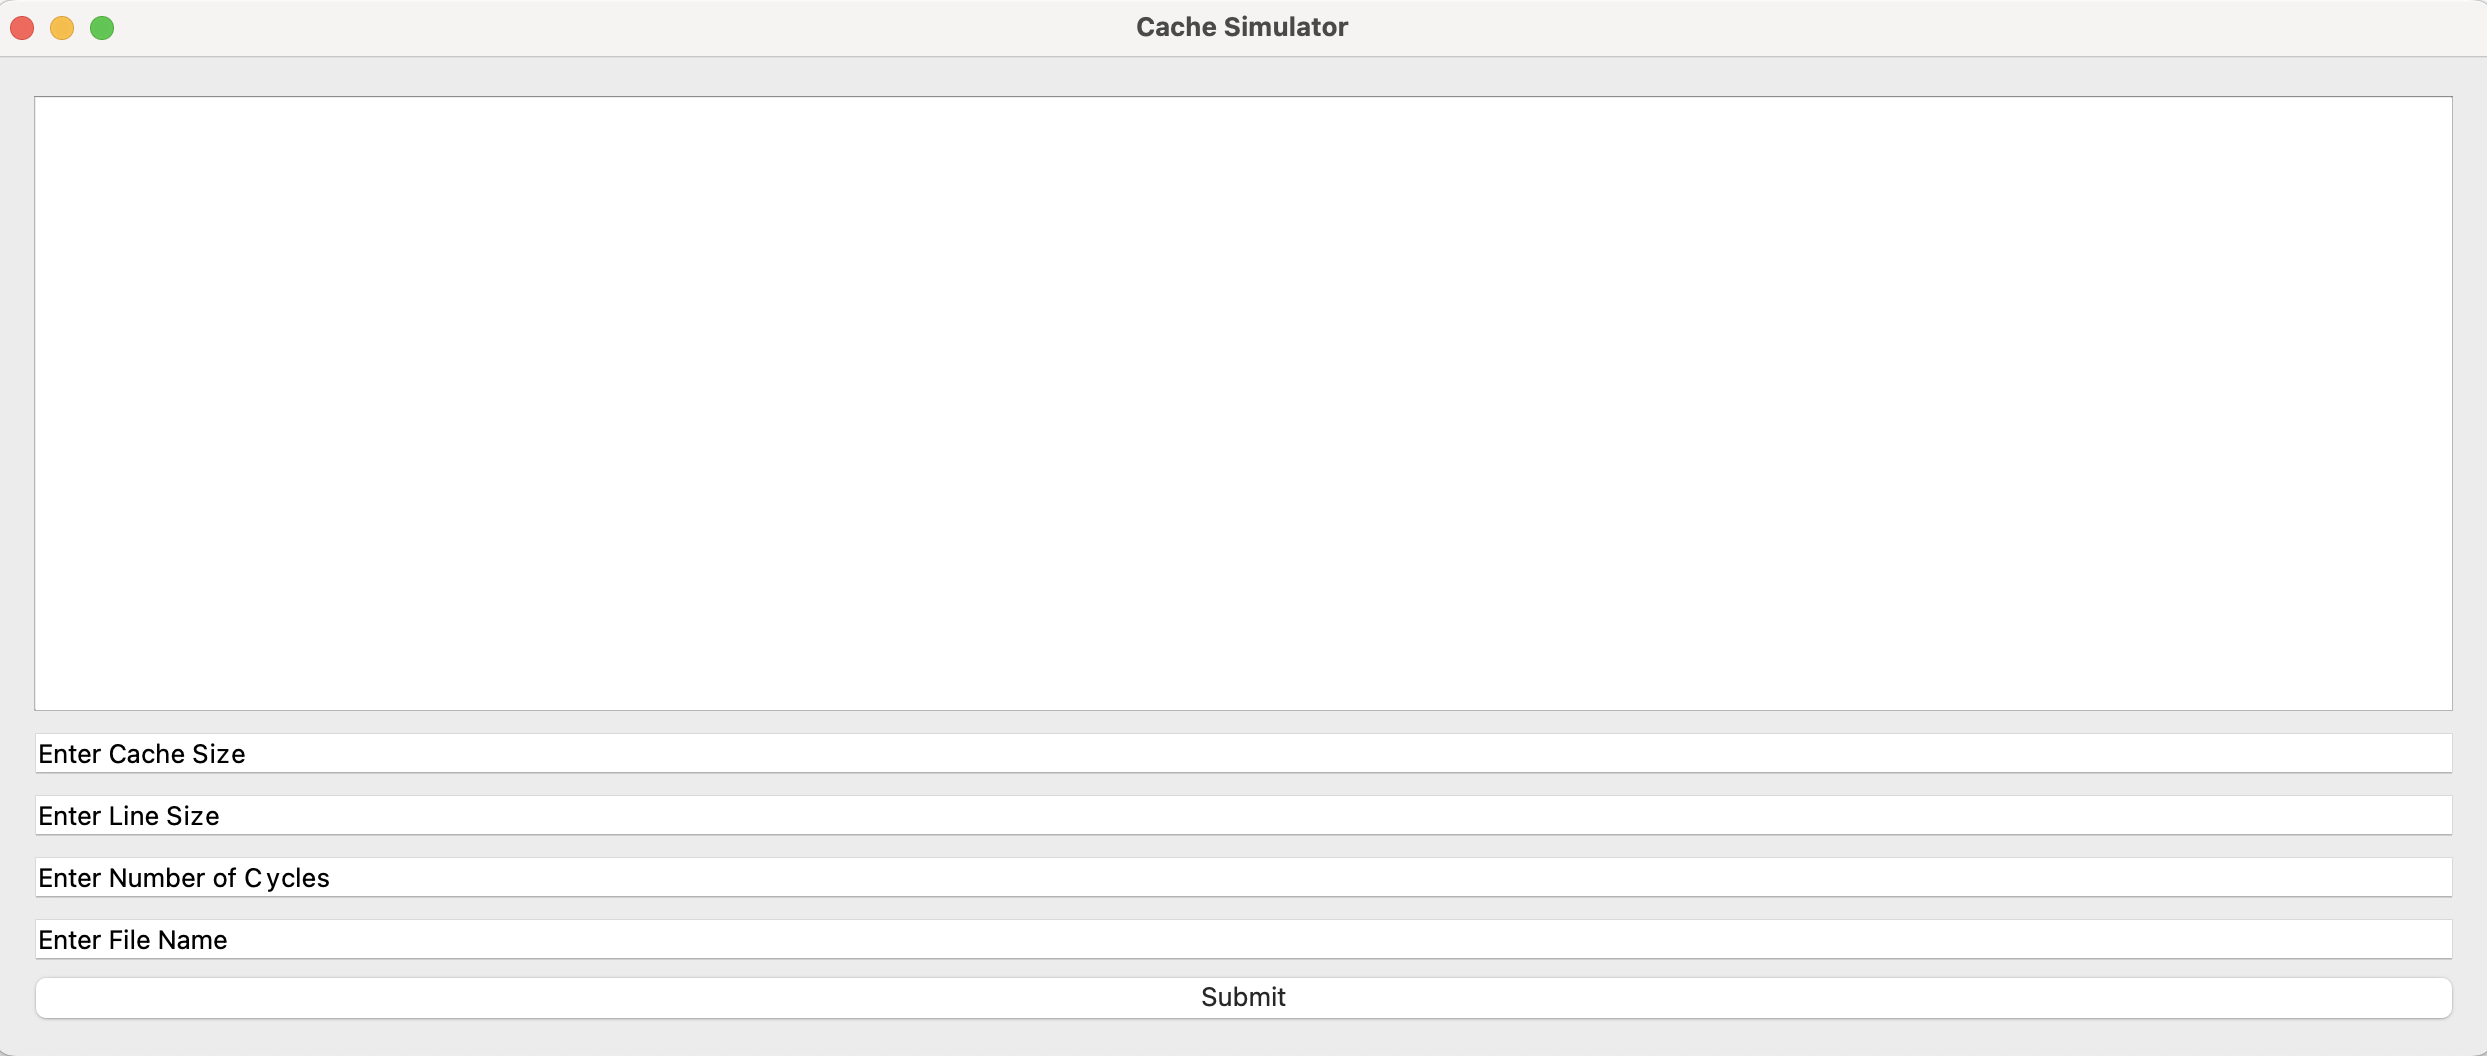 Cache Simulator
Enter Cache Size
Enter Line Size
Enter Number of Cycles
Enter File Name
Submit